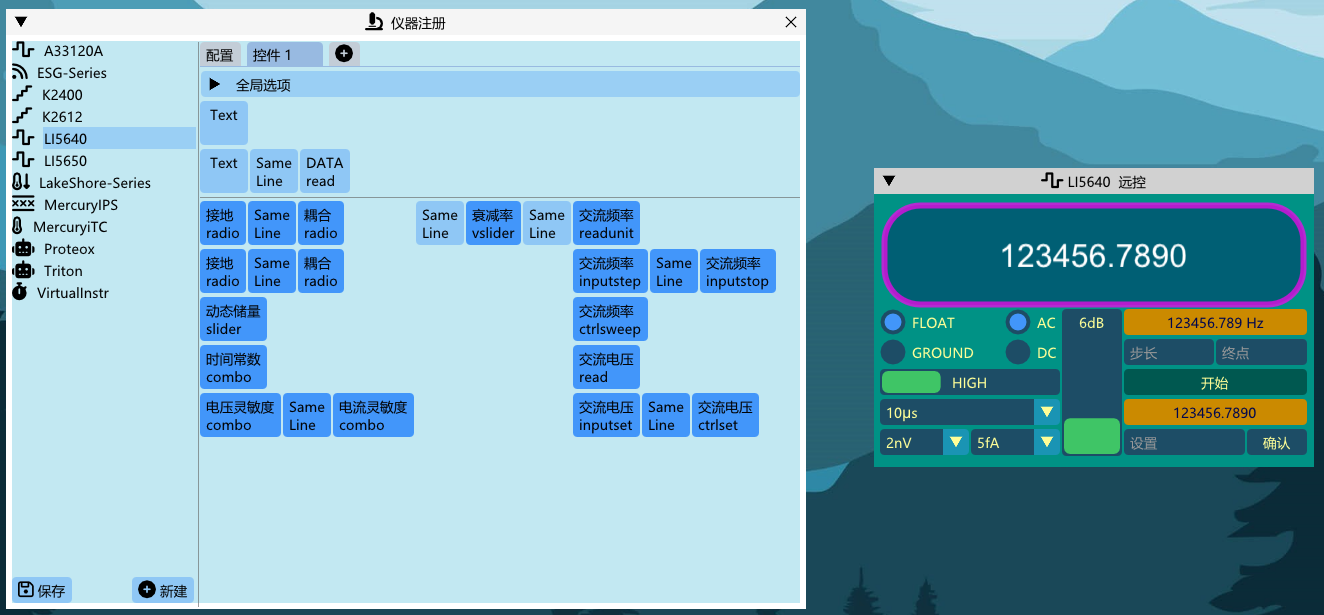 仪器注册
A33120A
ESG-Series
K2400
K2612
LI5640
LI5650
LakeShore-Series
MercuryIPS
MercuryiTC
Proteox
Triton
VirtualInstr
保存
新建
配置 控件 1
全局选项
Text
Text Same DATA
Line read
接地 Same 耦合 Same 衰减率 Same 交流频率
radio Line radio Line vslider Line readunit
接地 Same 耦合 交流频率 Same 交流频率
radio Line radio inputstep Line inputstop
动态储量 交流频率
slider ctrlsweep
时间常数 交流电压
combo read
电压灵敏度 Same 电流灵敏度 交流电压 Same 交流电压
combo Line combo inputset Line ctrlset
LI5640 远控
123456.7890
FLOAT AC 6dB 123456.789 Hz
GROUND DC 步长 终点
HIGH 开始
10μs 123456.7890
2nV 5fA 设置 确认